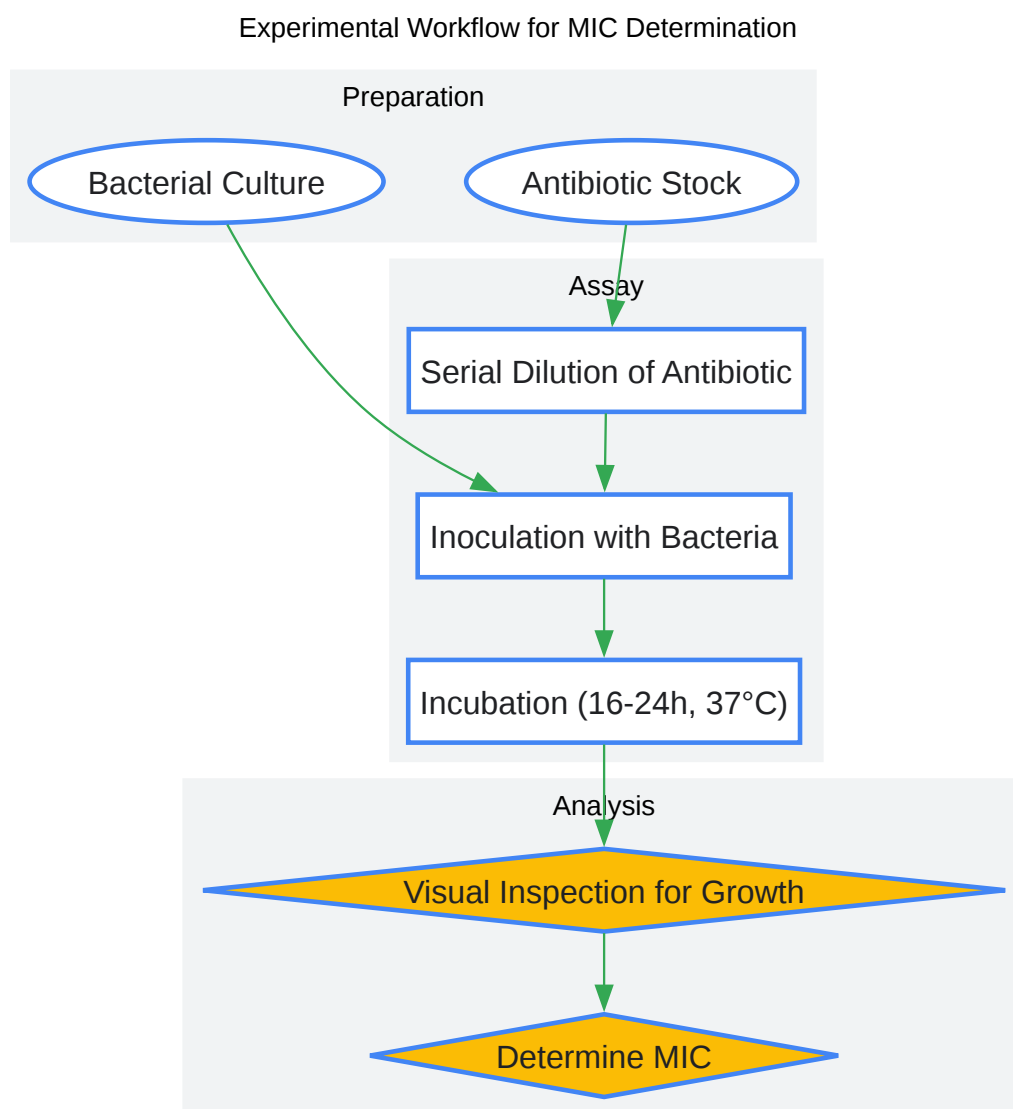 Experimental Workflow for MIC Determination
Preparation
Bacterial Culture
Antibiotic Stock
Assay
Serial Dilution of Antibiotic
Inoculation with Bacteria
Incubation (16-24h, 37°C)
Analysis
Visual Inspection for Growth
Determine MIC